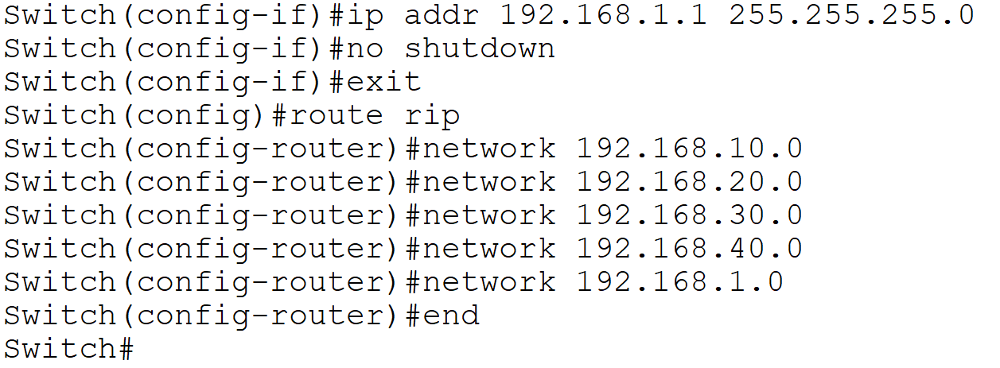 Switch(config-if)#ip addr 192.168.1.1 255.255.255.0
Switch(config-if)#no shutdown
Switch(config-if)#exit
Switch(config)#route rip
Switch(config-router)#network 192.168.10.0
Switch(config-router)#network 192.168.20.0
Switch(config-router)#network 192.168.30.0
Switch(config-router)#network 192.168.40.0
Switch(config-router)#network 192.168.1.0
Switch(config-router)#end
Switch#